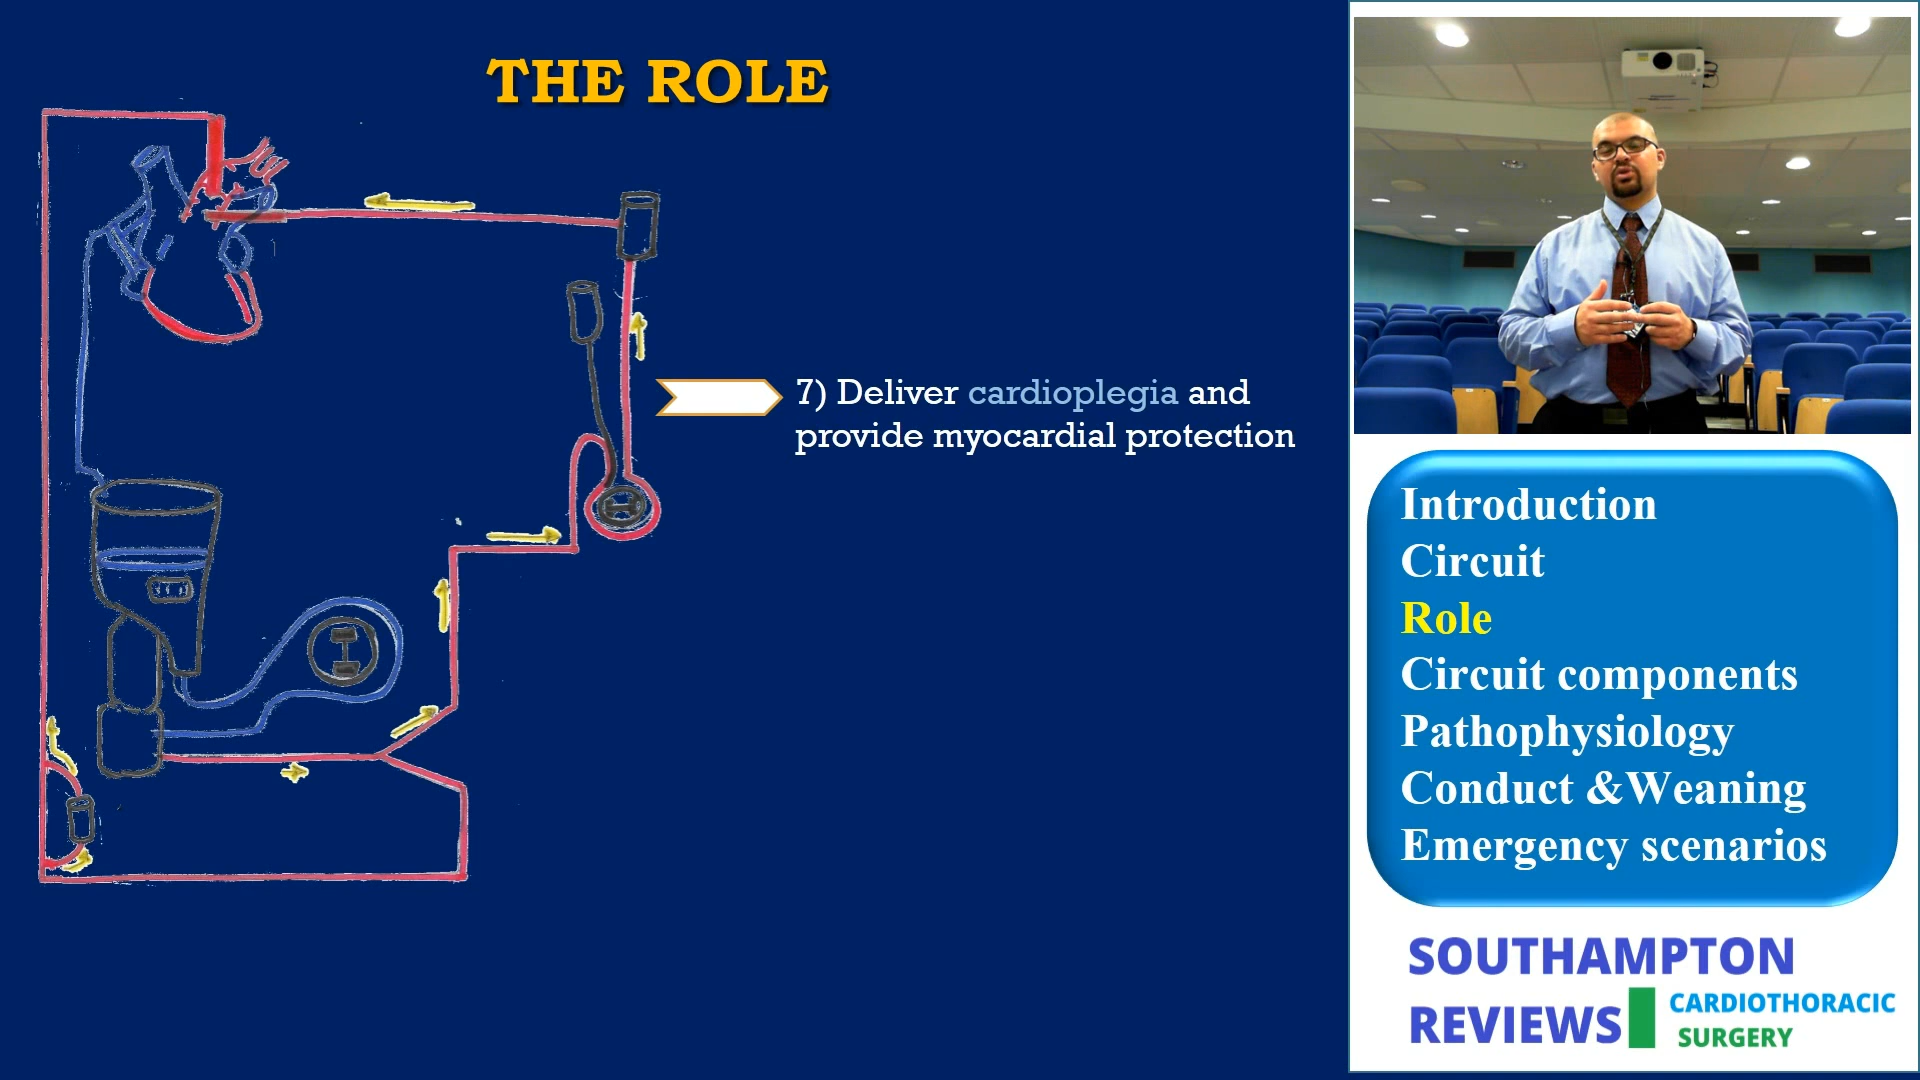 THE ROLE
7) Deliver cardioplegia and
provide myocardial protection
Introduction
Circuit
Role
Circuit components
Pathophysiology
Conduct &Weaning
Emergency scenarios
SOUTHAMPTON
REVIEWS
CARDIOTHORACIC
SURGERY